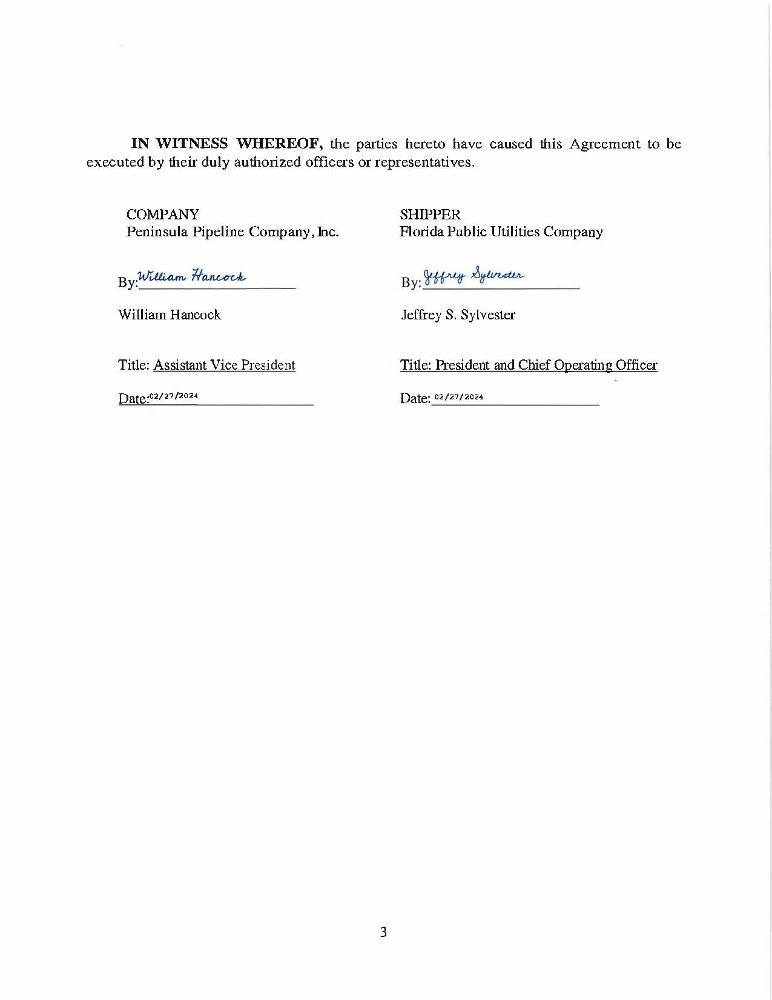 IN WITNESS WHEREOF, the parties hereto have caused this Agreement to be
executed by their duly authorized officers or representatives.
COMPANY
Peninsula Pipeline Company, Inc.
By: William Hancock
William Hancock
Title: Assistant Vice President
Date: 02/27/2024
SHIPPER
Florida Public Utilities Company
By: Jeffrey Sylvester
Jeffrey S. Sylvester
Title: President and Chief Operating Officer
Date: 02/27/2024
3